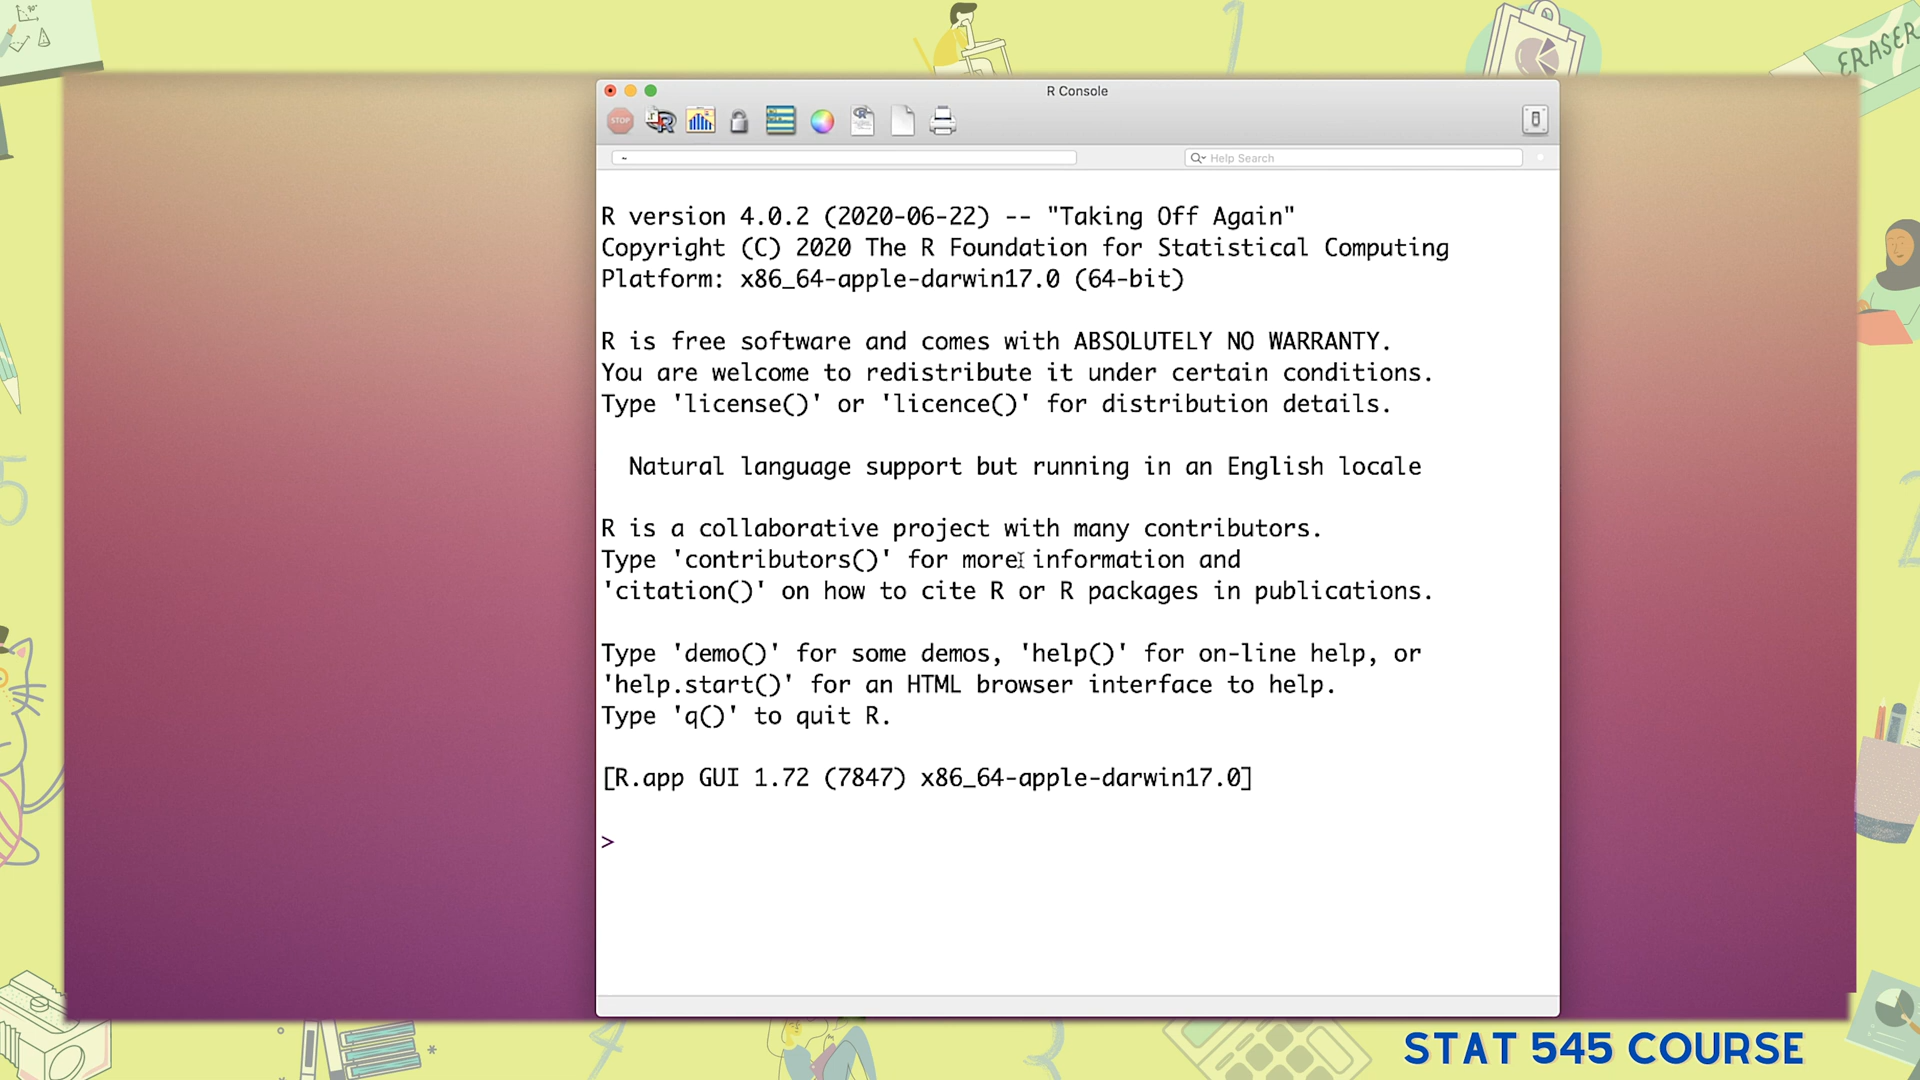 ERASER
R Console
STOP
~
Help Search
R version 4.0.2 (2020-06-22) -- "Taking Off Again"
Copyright (C) 2020 The R Foundation for Statistical Computing
Platform: x86_64-apple-darwin17.0 (64-bit)
R is free software and comes with ABSOLUTELY NO WARRANTY.
You are welcome to redistribute it under certain conditions.
Type 'license()' or 'licence()' for distribution details.
Natural language support but running in an English locale
R is a collaborative project with many contributors.
Type 'contributors()' for more information and
'citation()' on how to cite R or R packages in publications.
Type 'demo()' for some demos, 'help()' for on-line help, or
'help.start()' for an HTML browser interface to help.
Type 'q()' to quit R.
[R.app GUI 1.72 (7847) x86_64-apple-darwin17.0]
>
STAT 545 COURSE